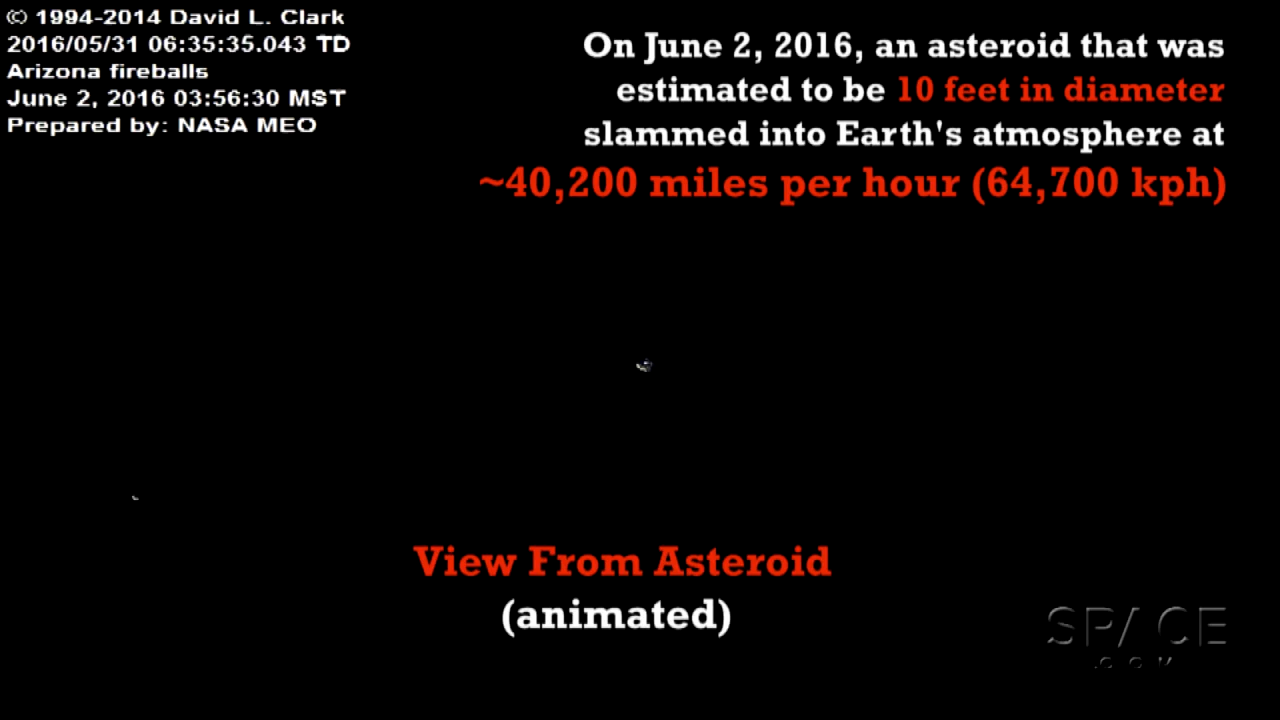 © 1994-2014 David L. Clark
2016/05/31 06:35:35.043 TD
Arizona fireballs
June 2, 2016 03:56:30 MST
Prepared by: NASA MEO
On June 2, 2016, an asteroid that was
estimated to be 10 feet in diameter
slammed into Earth's atmosphere at
~40,200 miles per hour (64,700 kph)
View From Asteroid
(animated)
SPACE
.COM